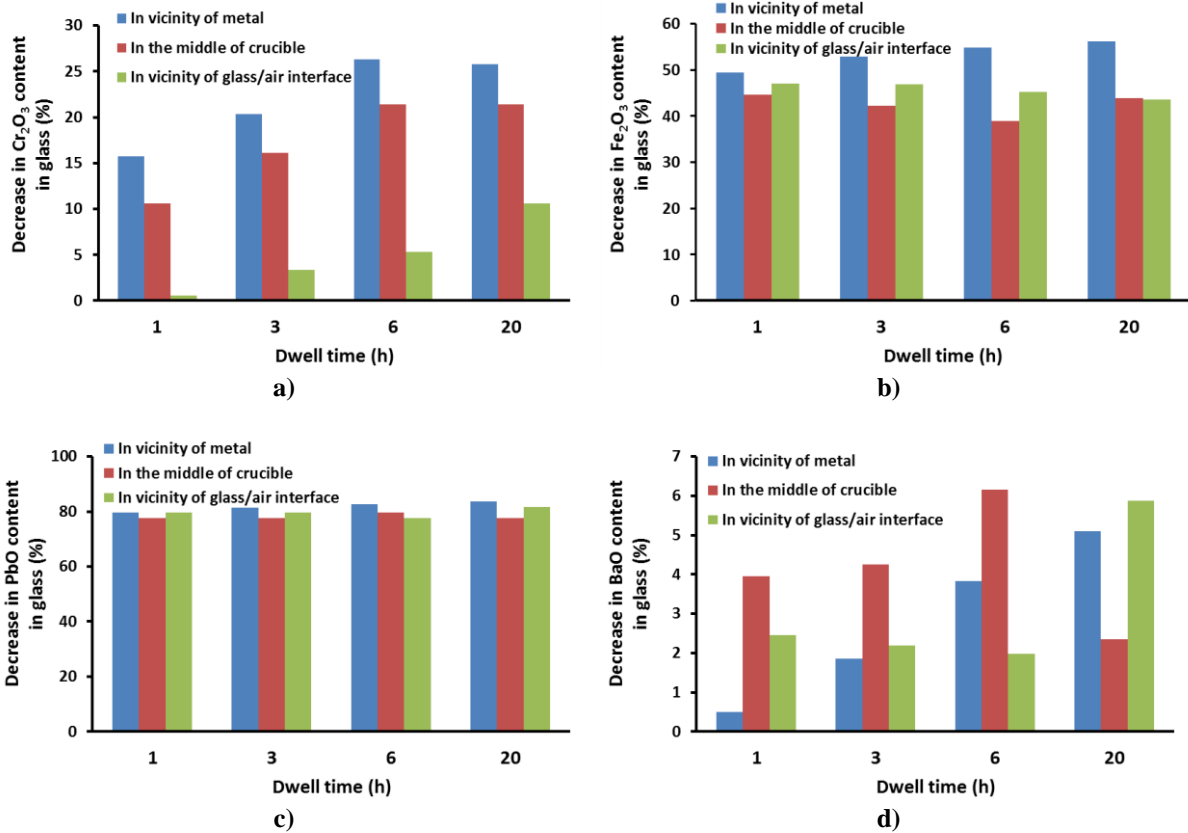 Decrease in Cr₂O₃ content
in glass (%)
30
25
20
15
10
5
0
In vicinity of metal
In the middle of crucible
In vicinity of glass/air interface
1 3 6 20
Dwell time (h)
a)
Decrease in Fe₂O₃ content
in glass (%)
60
50
40
30
20
10
0
In vicinity of metal
In the middle of crucible
In vicinity of glass/air interface
1 3 6 20
Dwell time (h)
b)
Decrease in PbO content
in glass (%)
100
80
60
40
20
0
In vicinity of metal
In the middle of crucible
In vicinity of glass/air interface
1 3 6 20
Dwell time (h)
c)
Decrease in BaO content
in glass (%)
7
6
5
4
3
2
1
0
In vicinity of metal
In the middle of crucible
In vicinity of glass/air interface
1 3 6 20
Dwell time (h)
d)